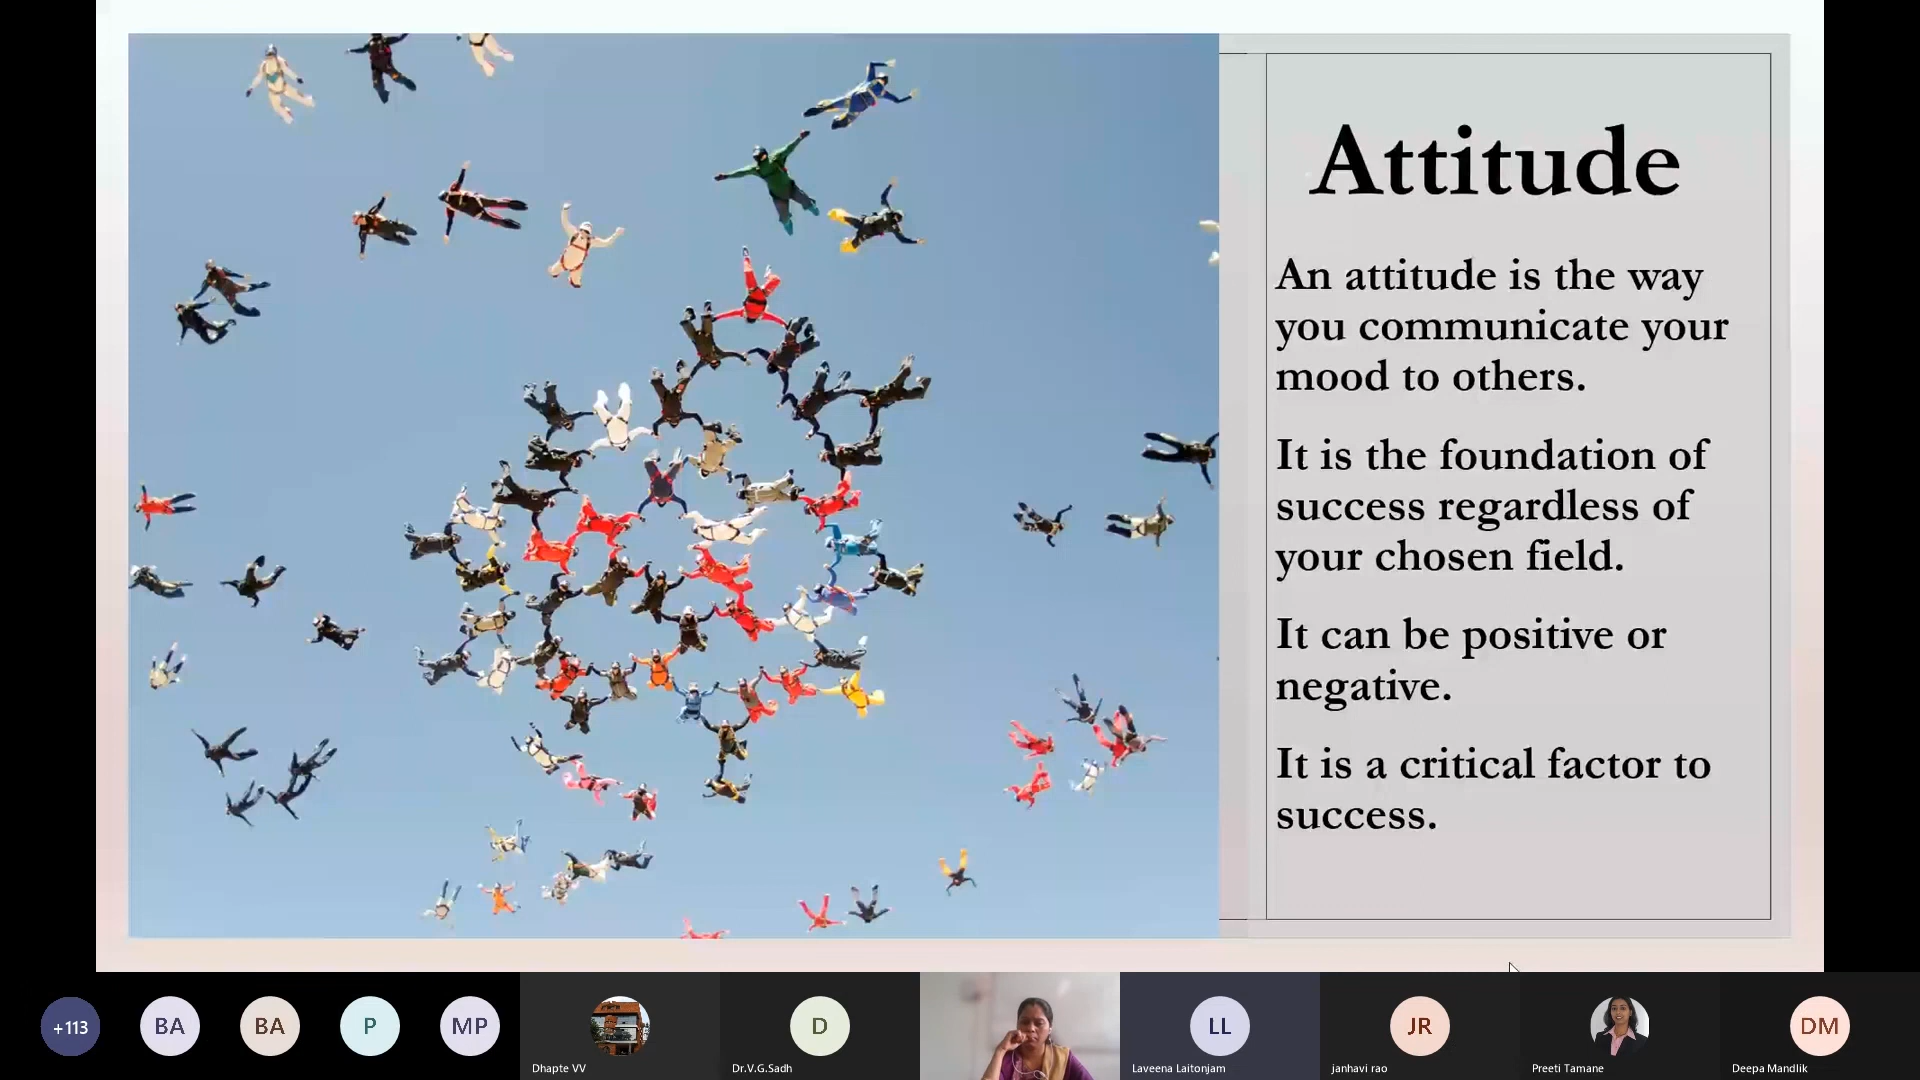 Attitude
An attitude is the way
you communicate your
mood to others.
It is the foundation of
success regardless of
your chosen field.
It can be positive or
negative.
It is a critical factor to
success.
+113
BA
BA
P
MP
Dhapte VV
D
Dr.V.G.Sadh
LL
Laveena Laitonjam
JR
janhavi rao
Preeti Tamane
DM
Deepa Mandlik